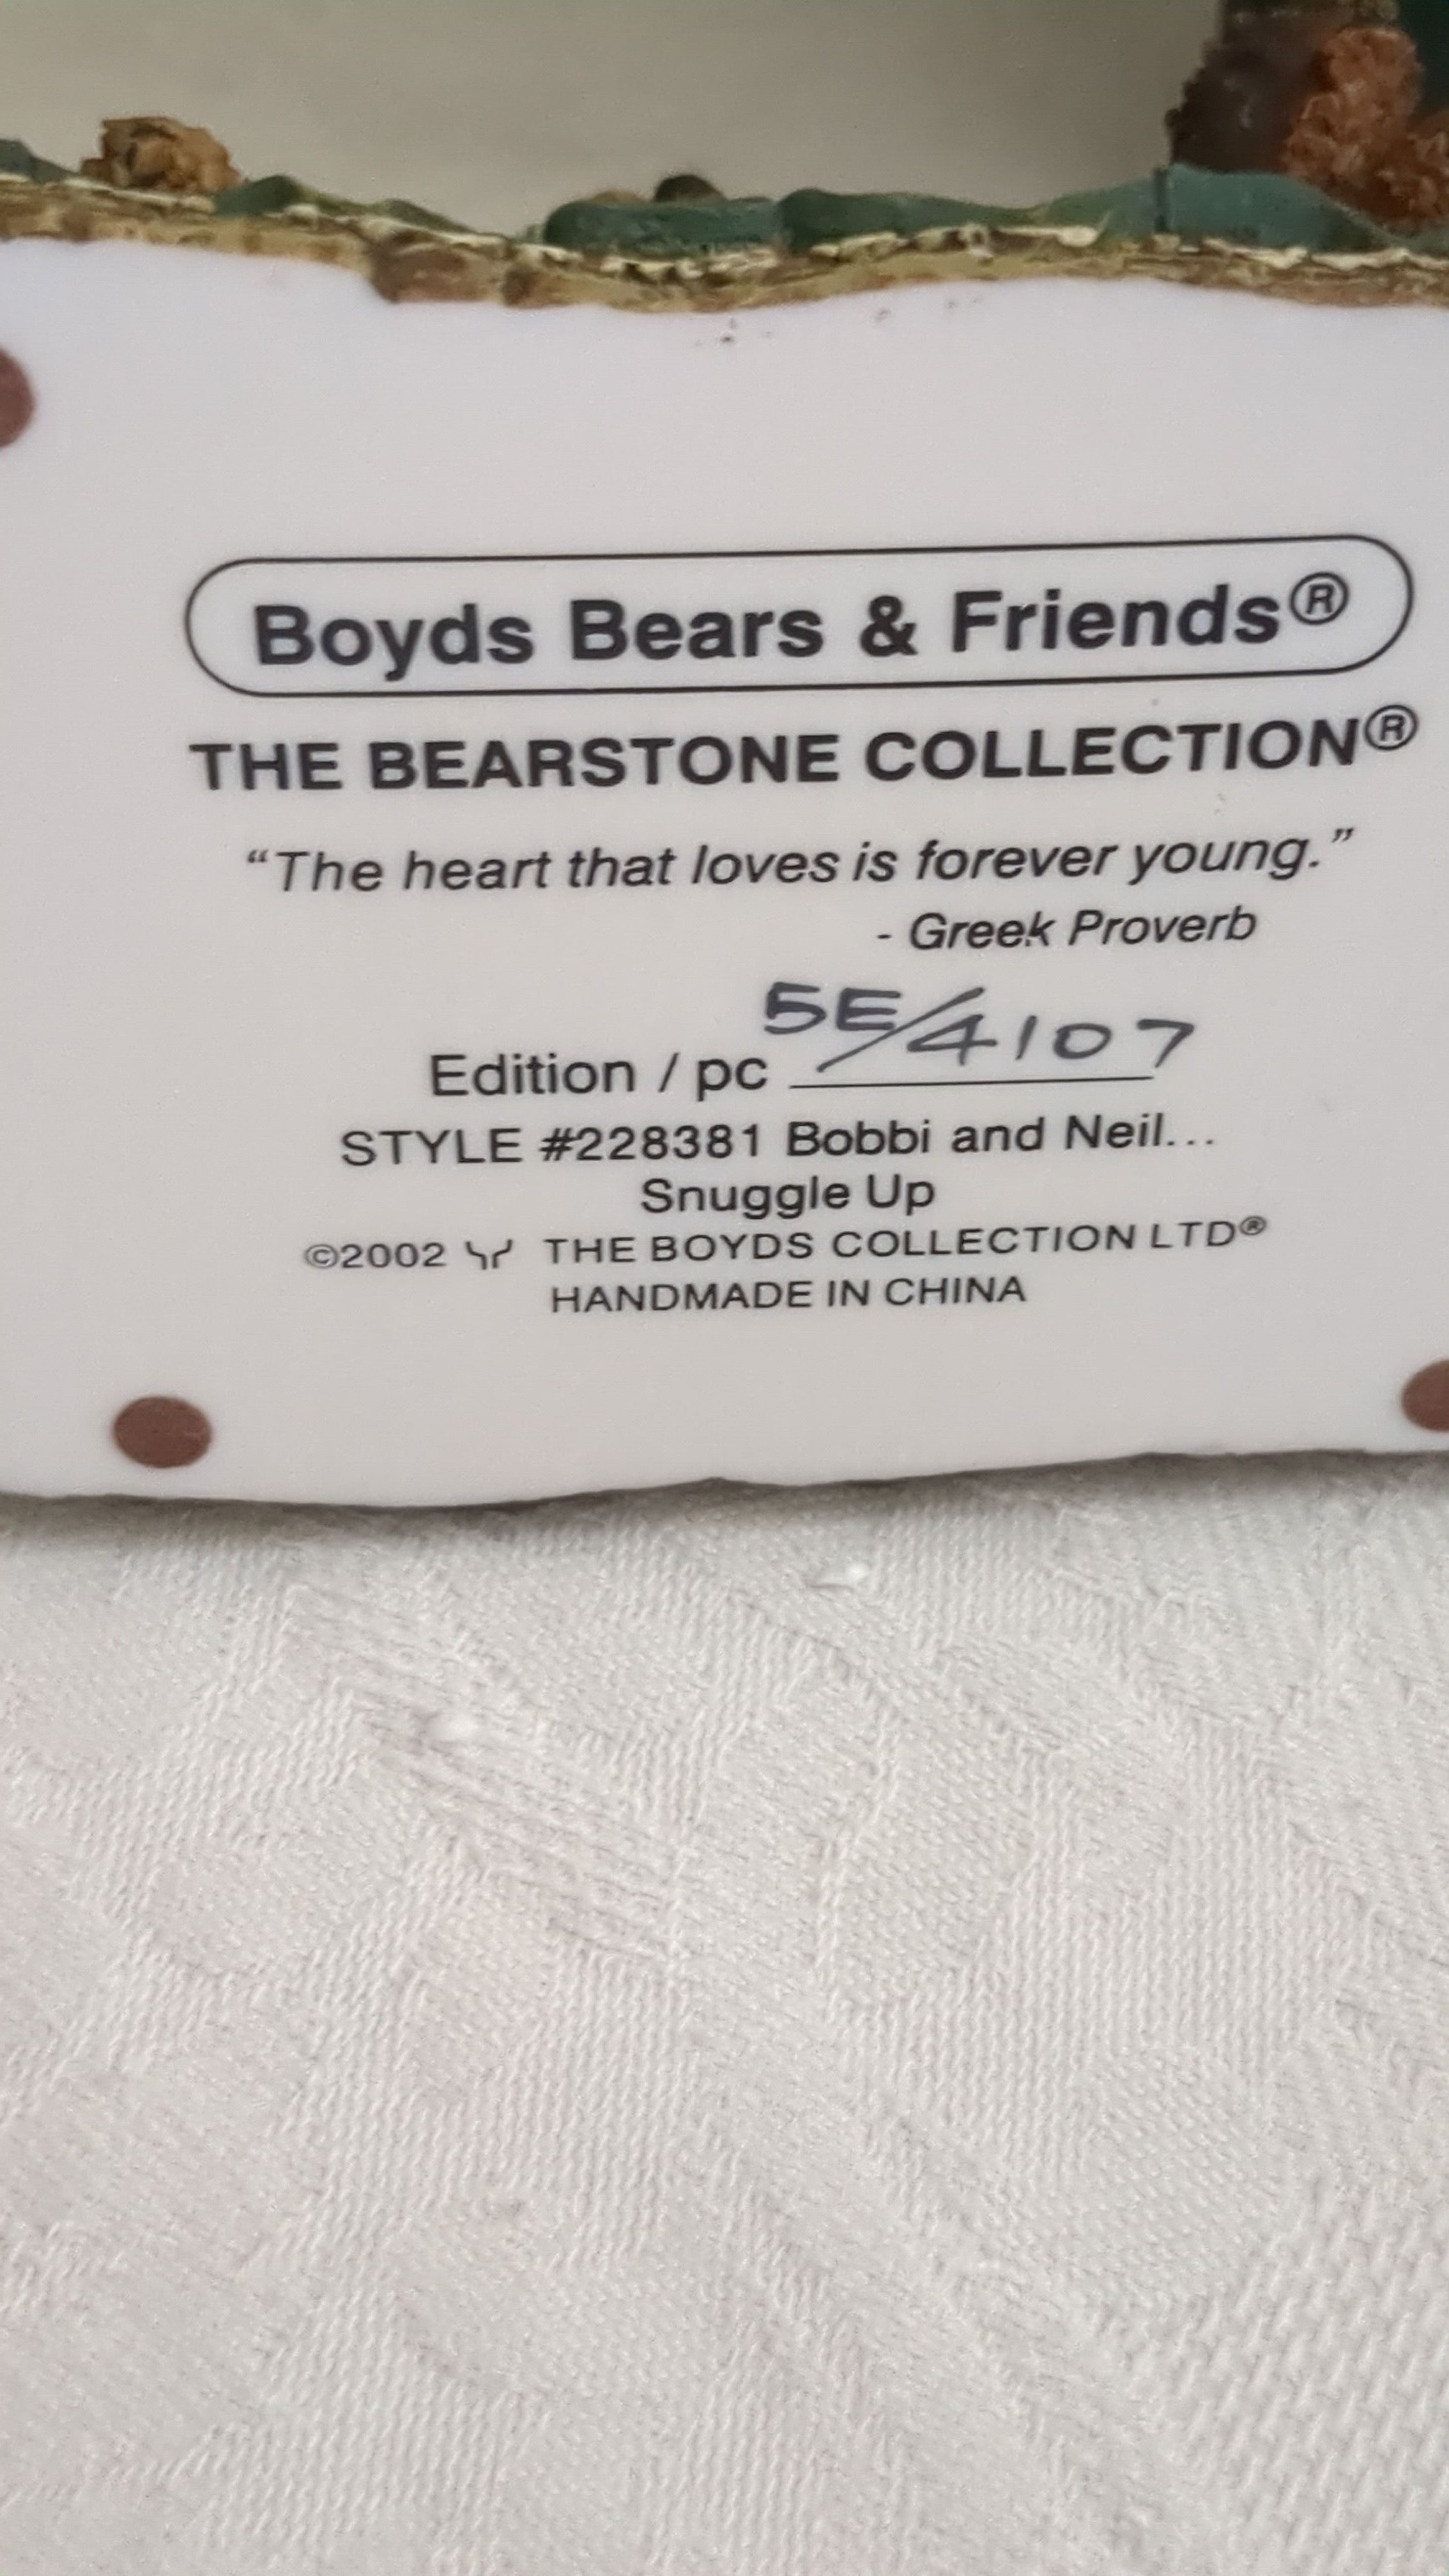 Boyds Bears & Friends®
THE BEARSTONE COLLECTION®
“The heart that loves is forever young.”
- Greek Proverb
Edition / pc 5E/4107
STYLE #228381 Bobbi and Neil...
Snuggle Up
©2002 THE BOYDS COLLECTION LTD®
HANDMADE IN CHINA